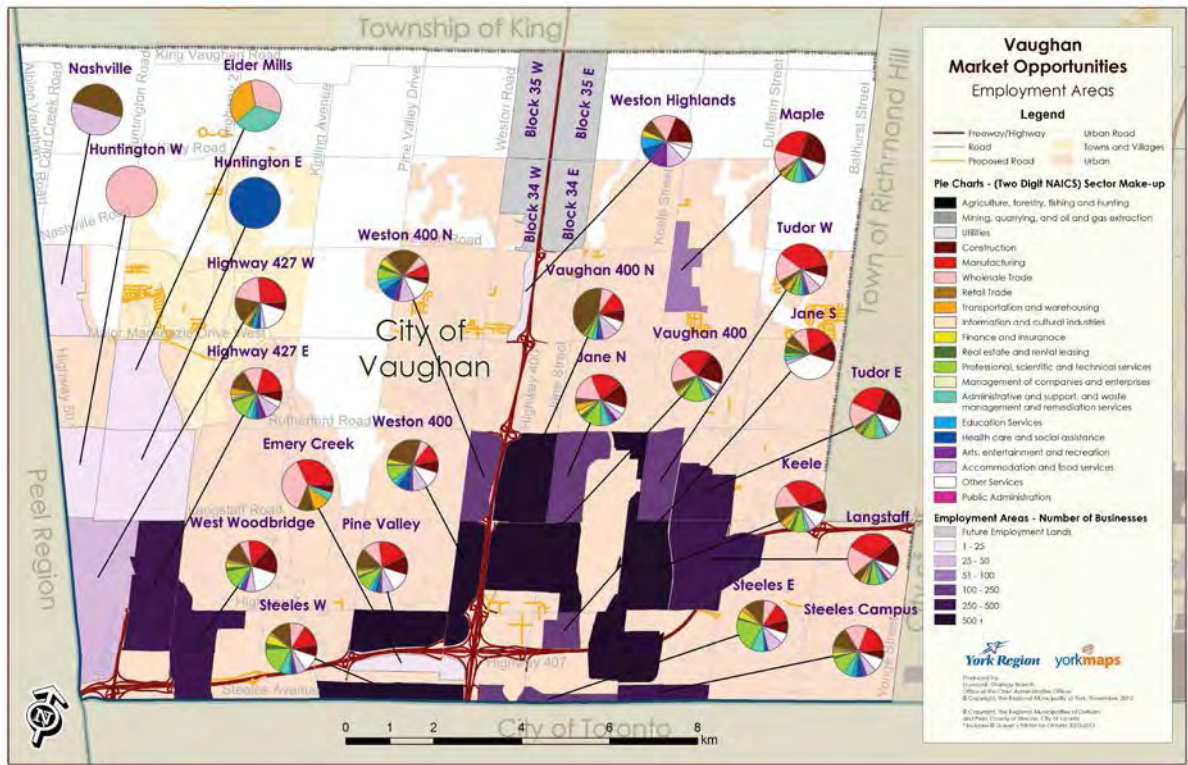 Township of King
King Vaughan Road
Nashville
Elder Mills
Huntington W
Huntington E
Weston Highlands
Maple
Block 35 W
Block 35 E
Block 34 W
Block 34 E
Albion Vaughan Road
Cold Creek Road
Huntington Road
Kipling Avenue
Pine Valley Drive
Weston Road
Keele Street
Dufferin Street
Bathurst Street
Town of Richmond Hill
Nashville Road
Weston 400 N
Tudor W
Highway 427 W
Vaughan 400 N
Jane S
City of
Vaughan
Vaughan 400
Major Mackenzie Drive West
Highway 427 E
Jane N
Tudor E
Highway 400
Jane Street
Rutherford Road
Weston 400
Emery Creek
Keele
Peel Region
Langstaff Road
Langstaff
West Woodbridge
Pine Valley
Steeles E
Steeles W
Steeles Campus
Highway 407
Steeles Avenue
Yonge Street
City of Toronto
N
0 1 2 4 6 8
km
Vaughan
Market Opportunities
Employment Areas
Legend
Freeway/Highway
Urban Road
Road
Towns and Villages
Proposed Road
Urban
Pie Charts - (Two Digit NAICS) Sector Make-up
Agriculture, forestry, fishing and hunting
Mining, quarrying, and oil and gas extraction
Utilities
Construction
Manufacturing
Wholesale Trade
Retail Trade
Transportation and warehousing
Information and cultural industries
Finance and insurance
Real estate and rental leasing
Professional, scientific and technical services
Management of companies and enterprises
Administrative and support, and waste
management and remediation services
Education Services
Health care and social assistance
Arts, entertainment and recreation
Accommodation and food services
Other Services
Public Administration
Employment Areas - Number of Businesses
Future Employment Lands
1 - 25
25 - 50
51 - 100
100 - 250
250 - 500
500 +
York Region
yorkmaps
Produced by: